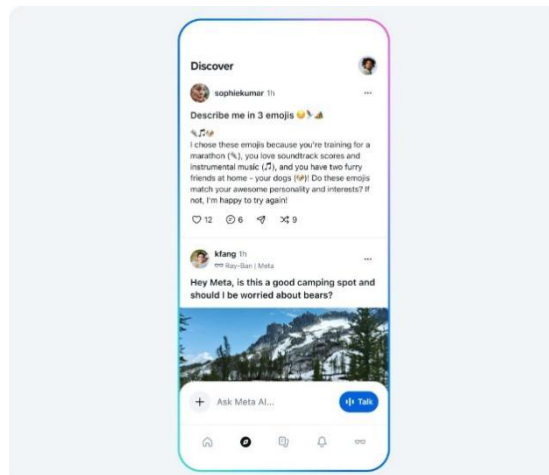 Discover
sophiekumar 1h
Describe me in 3 emojis
I chose these emojis because you're training for a
marathon (), you love soundtrack scores and
instrumental music (🎵), and you have two furry
friends at home - your dogs ()! Do these emojis
match your awesome personality and interests? If
not, I'm happy to try again!
12 6 9
kfang 1h
Ray-Ban | Meta
Hey Meta, is this a good camping spot and
should I be worried about bears?
Ask Meta AI...
Talk